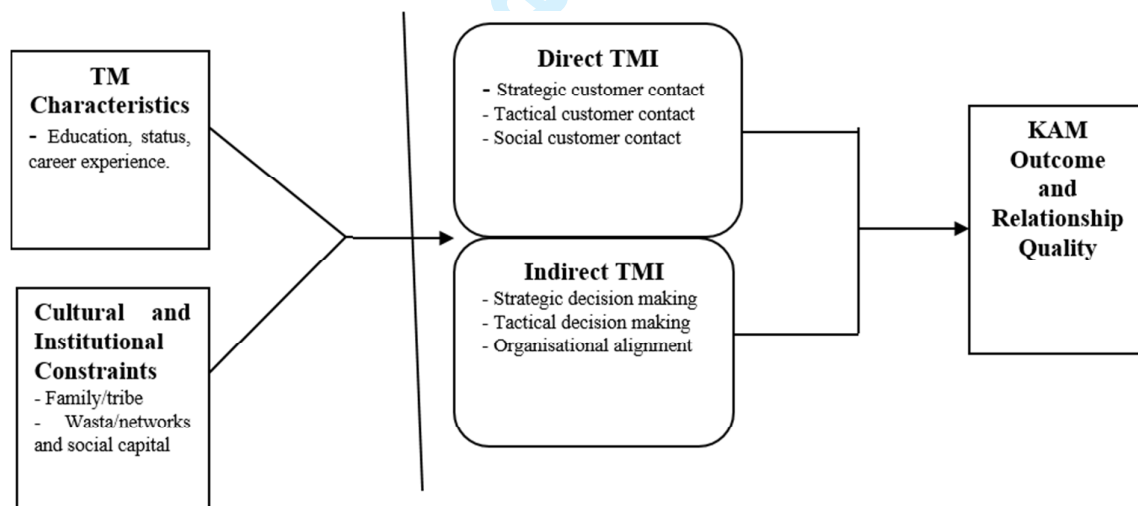 TM
Characteristics
- Education, status,
career experience.
Cultural and
Institutional
Constraints
- Family/tribe
- Wasta/networks
and social capital
Direct TMI
- Strategic customer contact
- Tactical customer contact
- Social customer contact
Indirect TMI
- Strategic decision making
- Tactical decision making
- Organisational alignment
KAM
Outcome
and
Relationship
Quality